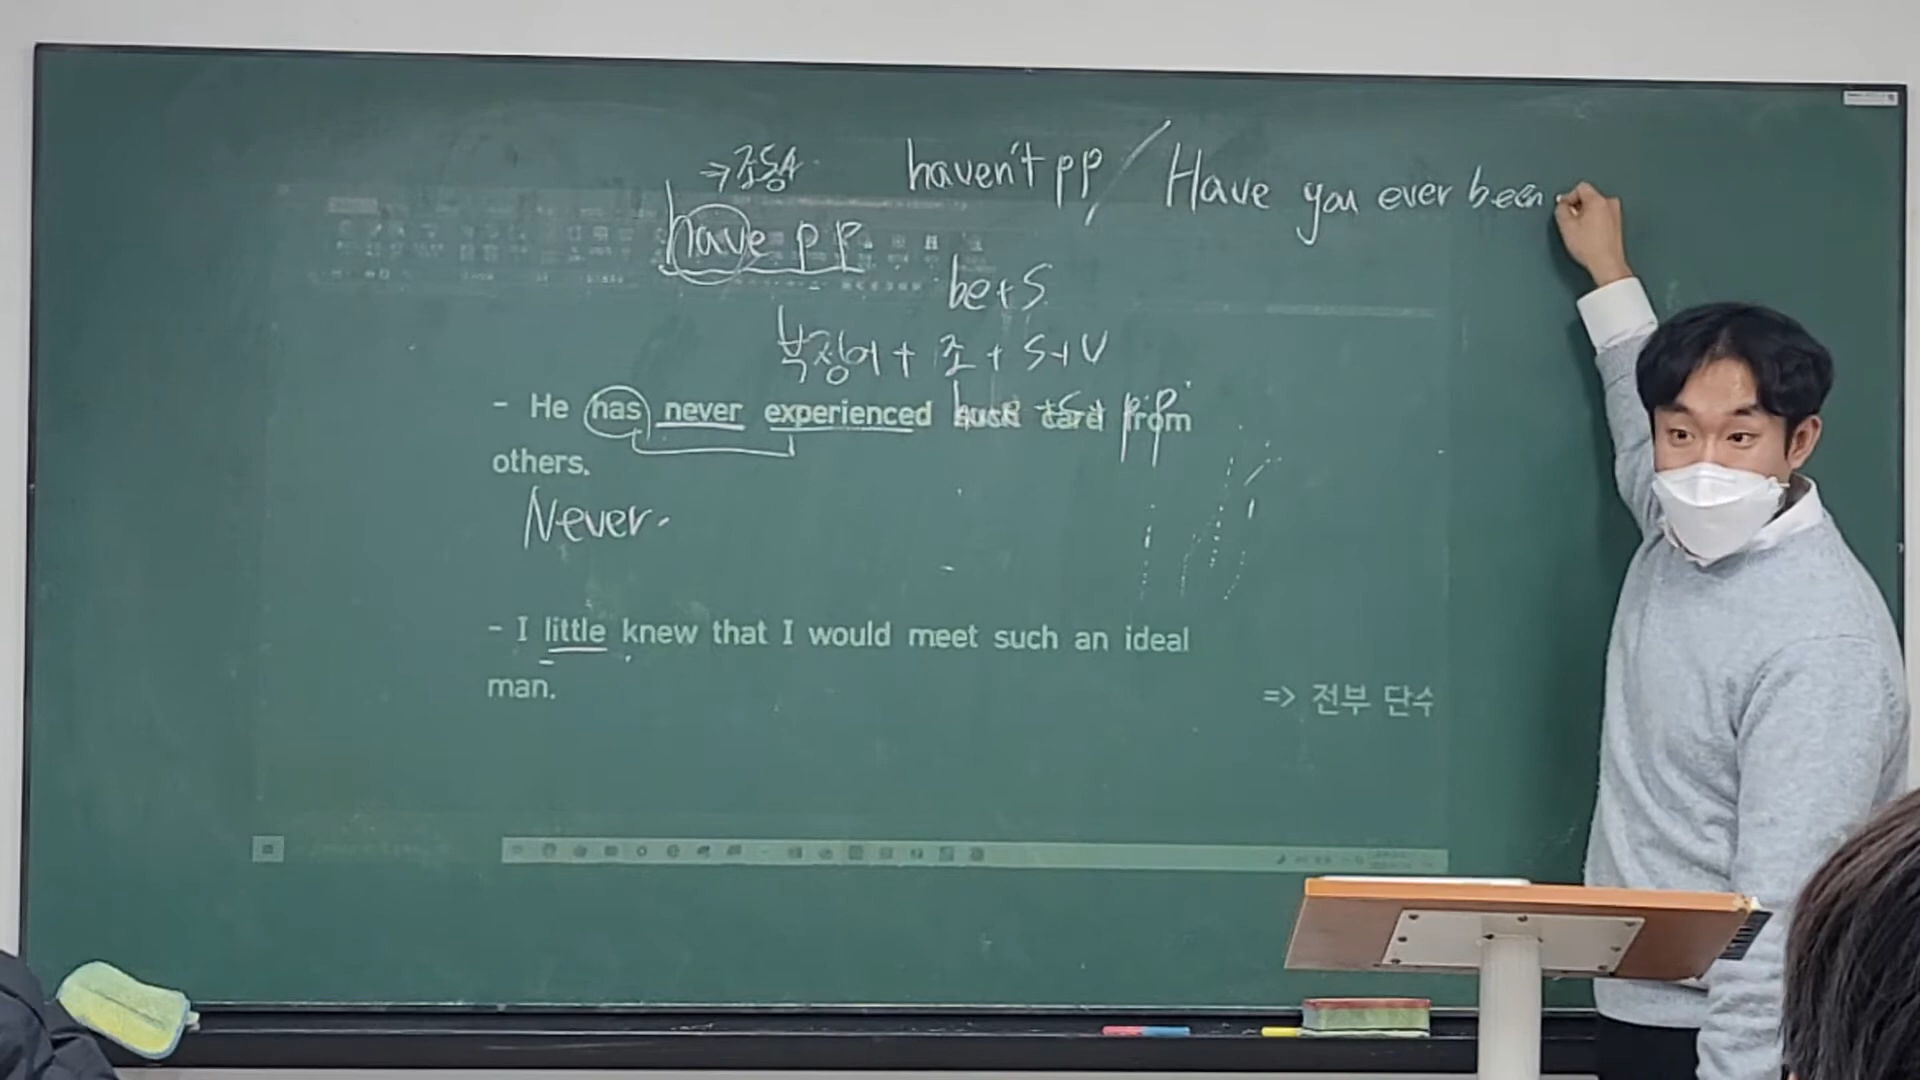 ⇒조동사
haven't pp / Have you ever been
have pp
be+S
부정어 + 조 + S+V
have +S+ pp
- He has never experienced such care from
others.
Never.
- I little knew that I would meet such an ideal
man.
=> 전부 단수